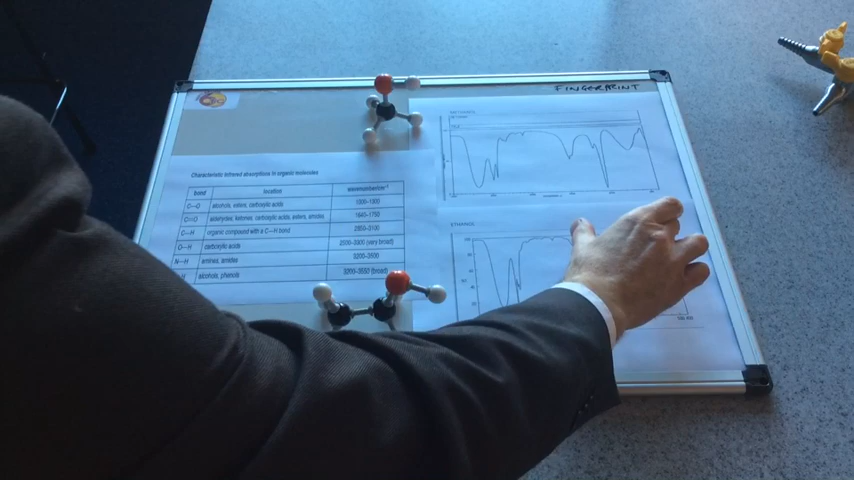 FINGERPRINT
METHANOL
Characteristic infrared absorptions in organic molecules
bond location wavenumber/cm⁻¹
C—O alcohols, esters, carboxylic acids 1000–1300
C=O aldehydes, ketones, carboxylic acids, esters, amides 1640–1750
C—H organic compound with a C—H bond 2850–3100
O—H carboxylic acids 2500–3300 (very broad)
N—H amines, amides 3200–3500
H alcohols, phenols 3200–3550 (broad)
ETHANOL